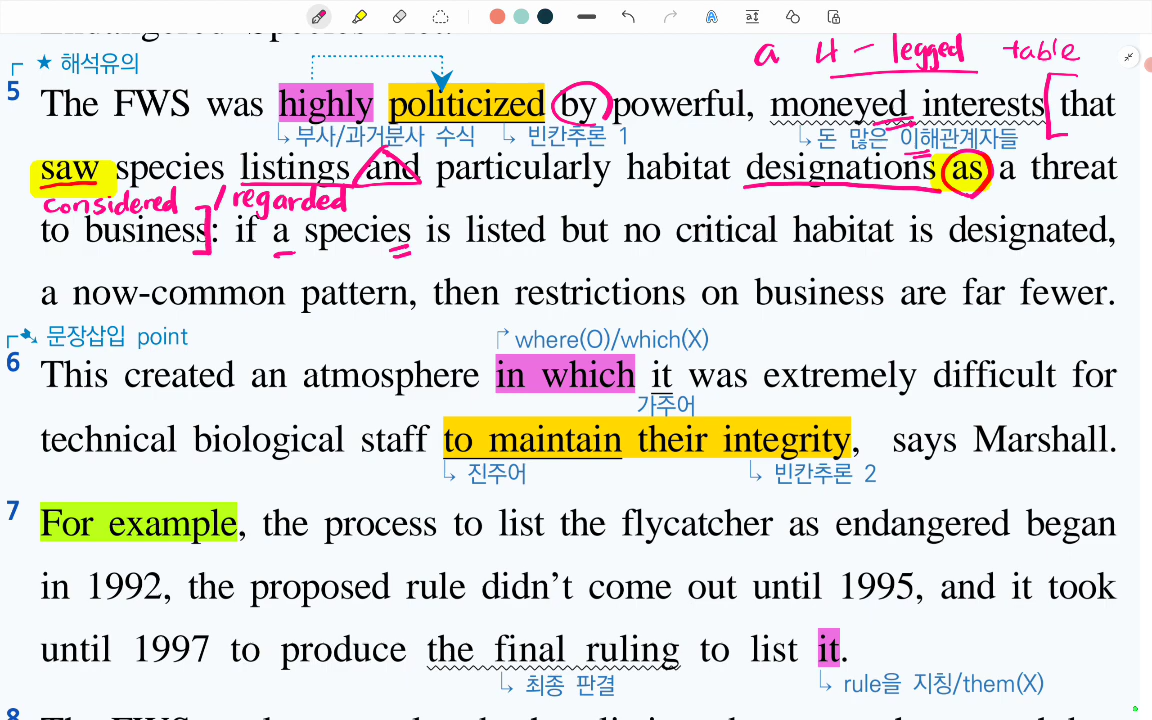 a 4-legged table
★ 해석유의
5 The FWS was highly politicized by powerful, moneyed interests that
부사/과거분사 수식 빈칸추론 1 돈 많은 이해관계자들
saw species listings and particularly habitat designations as a threat
considered / regarded
to business: if a species is listed but no critical habitat is designated,
a now-common pattern, then restrictions on business are far fewer.
문장삽입 point where(O)/which(X)
6 This created an atmosphere in which it was extremely difficult for
가주어
technical biological staff to maintain their integrity, says Marshall.
진주어 빈칸추론 2
7 For example, the process to list the flycatcher as endangered began
in 1992, the proposed rule didn't come out until 1995, and it took
until 1997 to produce the final ruling to list it.
최종 판결 rule을 지칭/them(X)
8